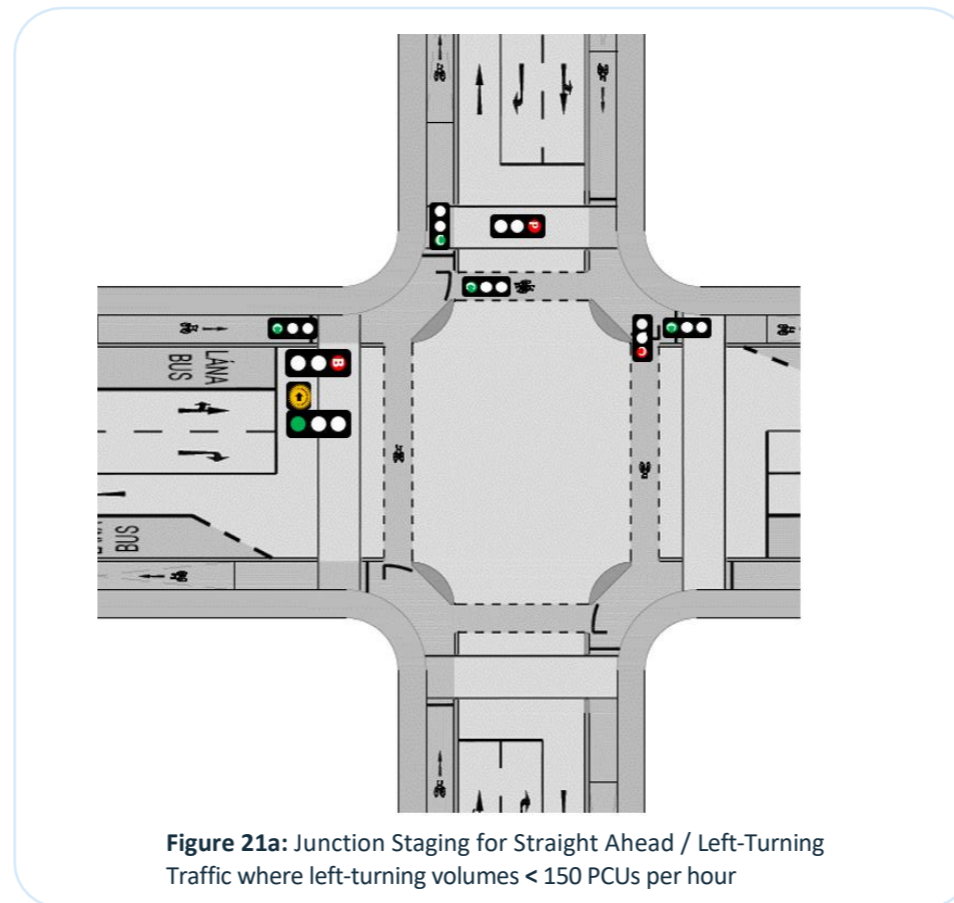 P
BUS
LÁNA
B
BUS
Figure 21a: Junction Staging for Straight Ahead / Left-Turning
Traffic where left-turning volumes < 150 PCUs per hour